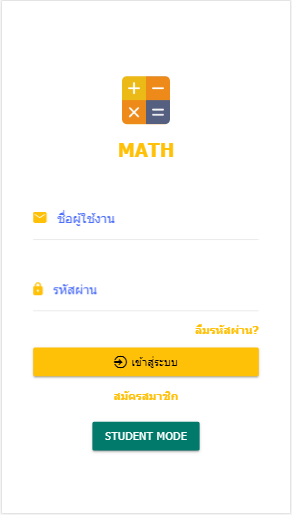 MATH
ชื่อผู้ใช้งาน
รหัสผ่าน
ลืมรหัสผ่าน?
เข้าสู่ระบบ
สมัครสมาชิก
STUDENT MODE